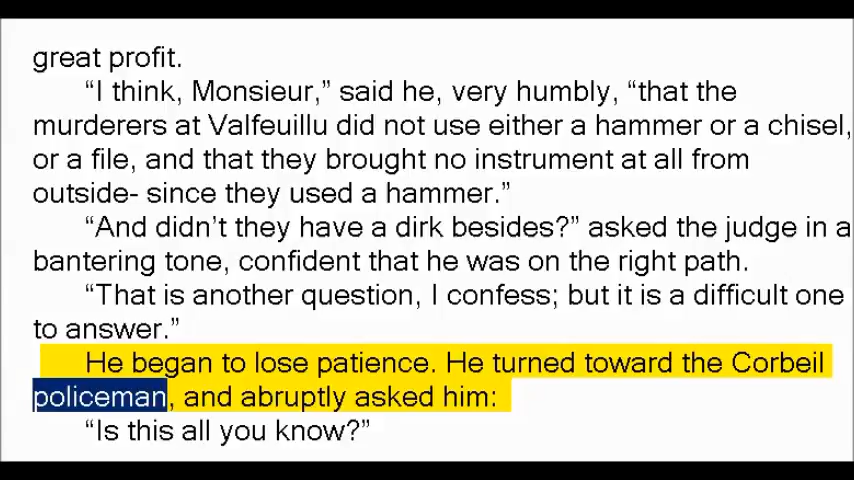 great profit.
“I think, Monsieur,” said he, very humbly, “that the
murderers at Valfeuillu did not use either a hammer or a chisel,
or a file, and that they brought no instrument at all from
outside- since they used a hammer.”
“And didn’t they have a dirk besides?” asked the judge in a
bantering tone, confident that he was on the right path.
“That is another question, I confess; but it is a difficult one
to answer.”
He began to lose patience. He turned toward the Corbeil
policeman, and abruptly asked him:
“Is this all you know?”